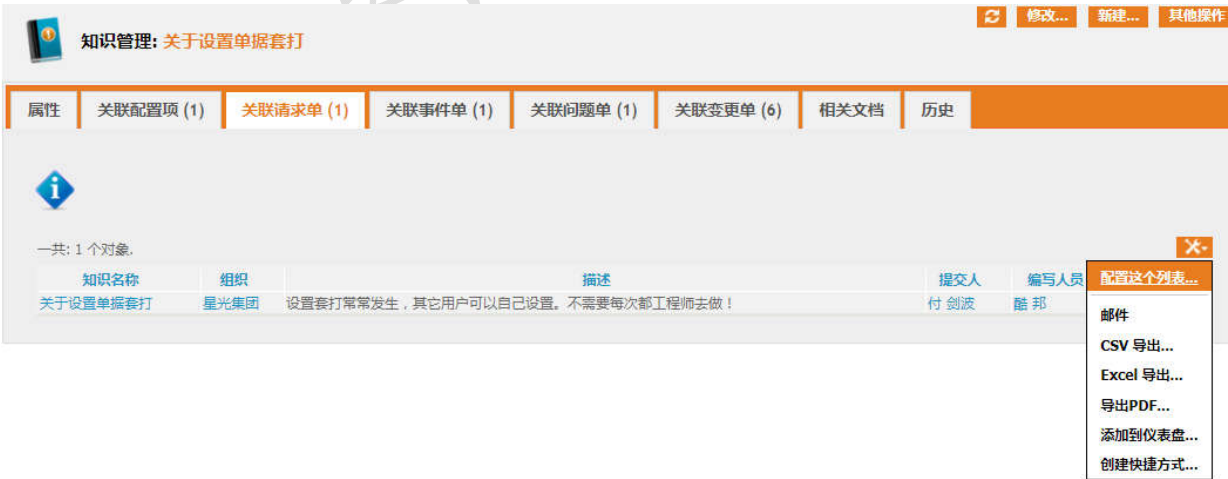 修改... 新建... 其他操作
知识管理: 关于设置单据套打
属性 关联配置项 (1) 关联请求单 (1) 关联事件单 (1) 关联问题单 (1) 关联变更单 (6) 相关文档 历史
一共: 1 个对象.
知识名称 组织 描述 提交人 编写人员
关于设置单据套打 星光集团 设置套打常常发生，其它用户可以自己设置。不需要每次都工程师去做！ 付 剑波 酷 邦
配置这个列表...
邮件
CSV 导出...
Excel 导出...
导出PDF...
添加到仪表盘...
创建快捷方式...